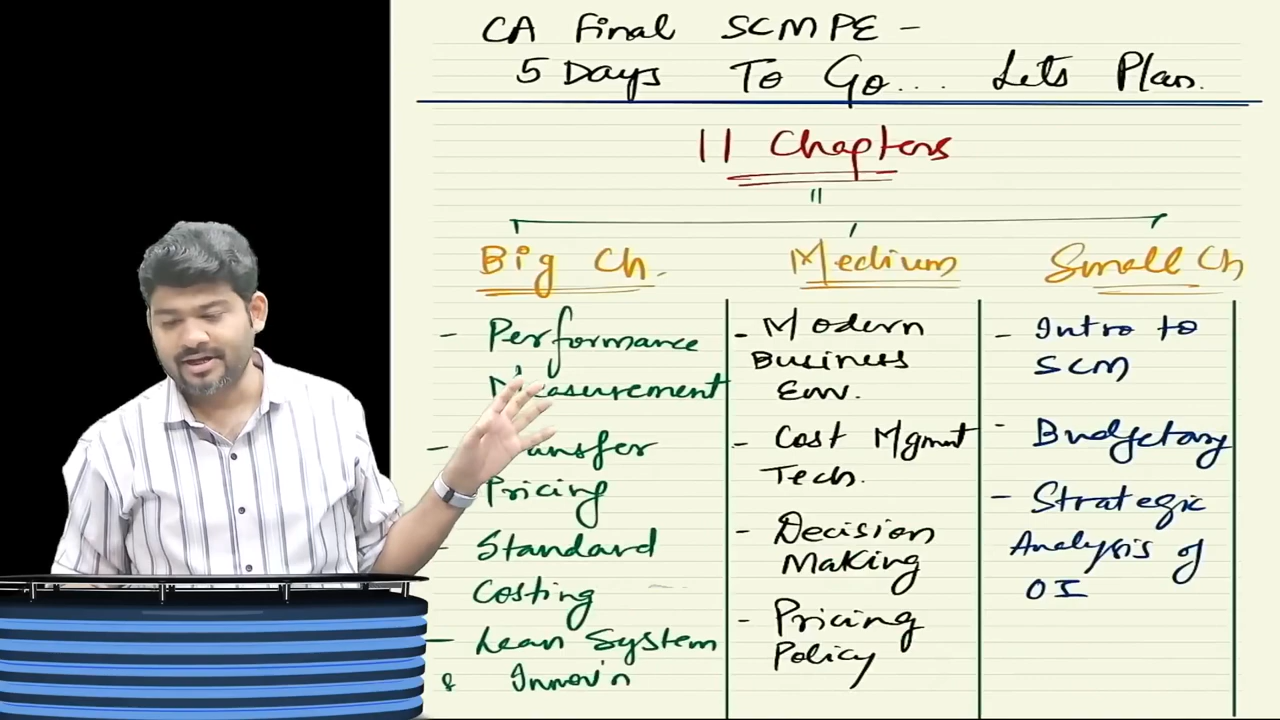 CA Final SCMPE -
5 Days To Go... Lets Plan.
11 Chapters
Big Ch.
- Performance
Measurement
- Transfer
Pricing
- Standard
Costing
- Lean System
& Innov'n
Medium
- Modern
Business
Env.
- Cost Mgmnt
Tech.
- Decision
Making
- Pricing
Policy
Small Ch
- Intro to
SCM
- Budgetary
- Strategic
Analysis of
OI